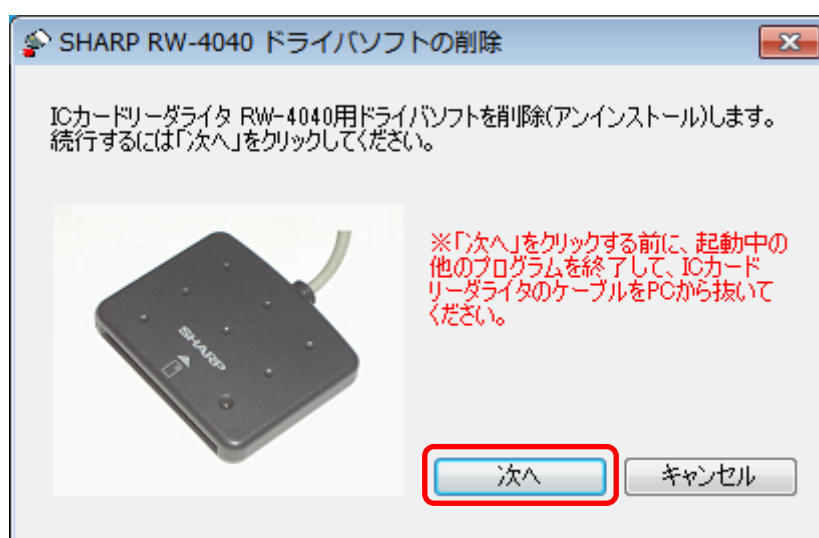 SHARP RW-4040 ドライバソフトの削除
ICカードリーダライタ RW-4040用ドライバソフトを削除(アンインストール)します。
続行するには「次へ」をクリックしてください。
※「次へ」をクリックする前に、起動中の
他のプログラムを終了して、ICカード
リーダライタのケーブルをPCから抜いて
ください。
SHARP
次へ
キャンセル